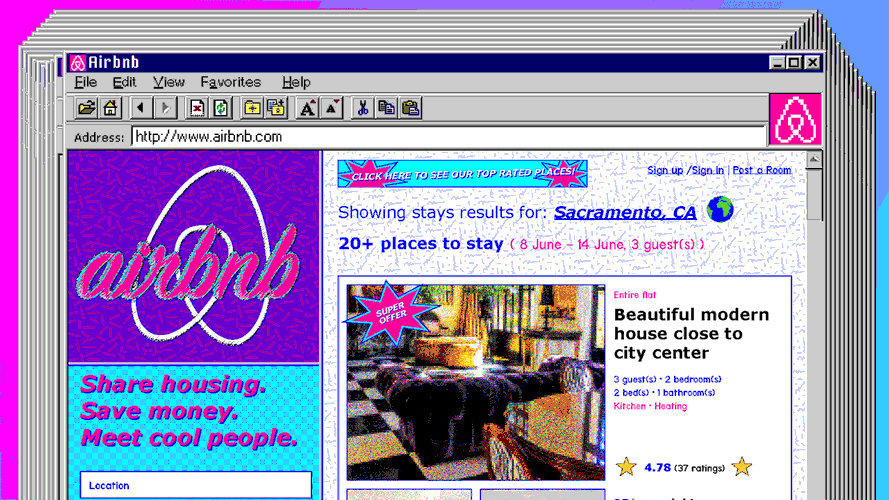 Airbnb
File Edit View Favorites Help
A A
Address: http://www.airbnb.com
airbnb
Share housing.
Save money.
Meet cool people.
Location
CLICK HERE TO SEE OUR TOP RATED PLACES!
Sign up /Sign in | Post a Room
Showing stays results for: Sacramento, CA
20+ places to stay ( 8 June - 14 June, 3 guest(s) )
SUPER
OFFER
Entire flat
Beautiful modern
house close to
city center
3 guest(s) • 2 bedroom(s)
2 bed(s) • 1 bathroom(s)
Kitchen • Heating
4.78 (37 ratings)